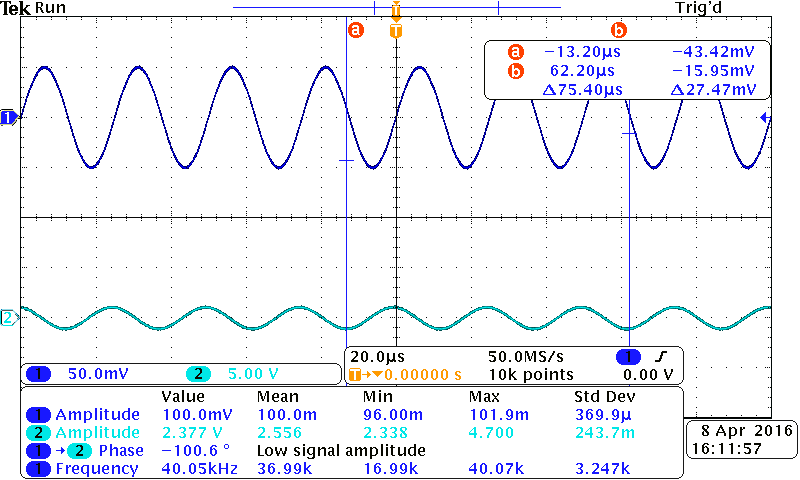 Tek Run Trig'd
T
a b
T
a −13.20µs −43.42mV
b 62.20µs −15.95mV
Δ75.40µs Δ27.47mV
1
2
20.0µs 50.0MS/s 1
1 50.0mV 2 5.00 V T→▼0.00000 s 10k points 0.00 V
Value Mean Min Max Std Dev
1 Amplitude 100.0mV 100.0m 96.00m 101.9m 369.9µ
2 Amplitude 2.377 V 2.556 2.338 4.700 243.7m
1 → 2 Phase −100.6° Low signal amplitude
1 Frequency 40.05kHz 36.99k 16.99k 40.07k 3.247k
8 Apr 2016
16:11:57